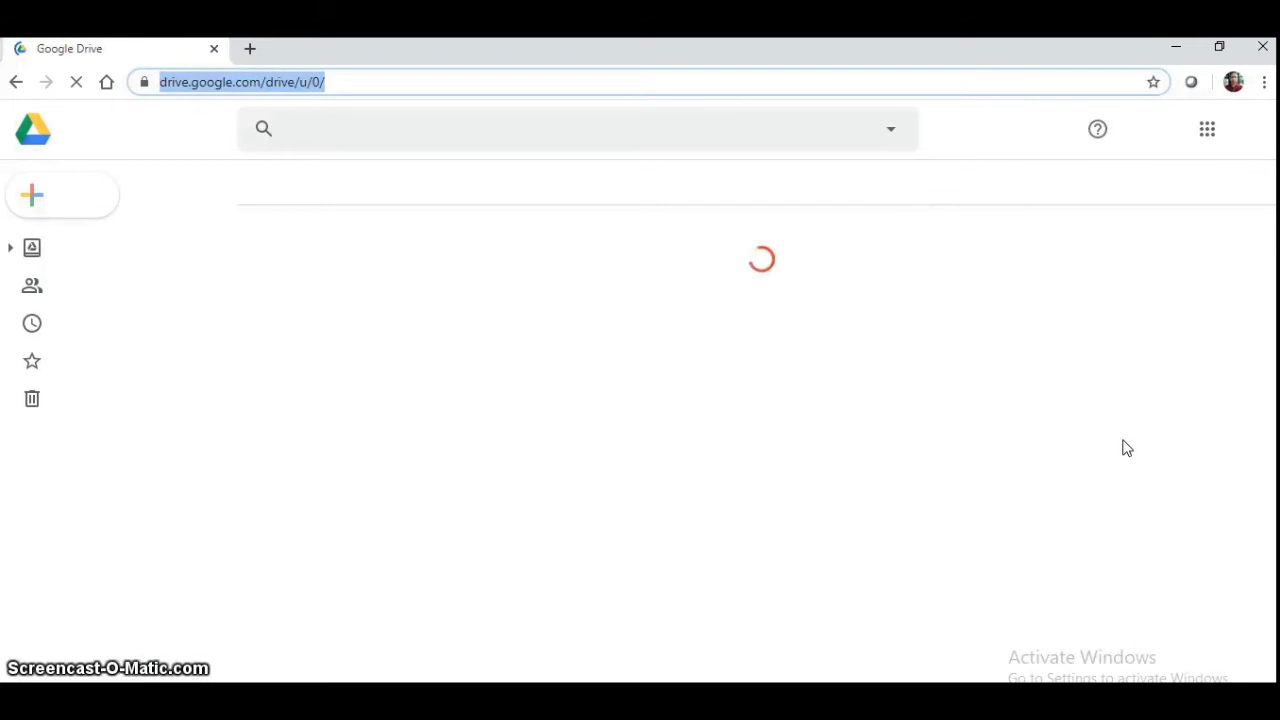 Google Drive
drive.google.com/drive/u/0/
Activate Windows
Go to Settings to activate Windows.
Screencast-O-Matic.com